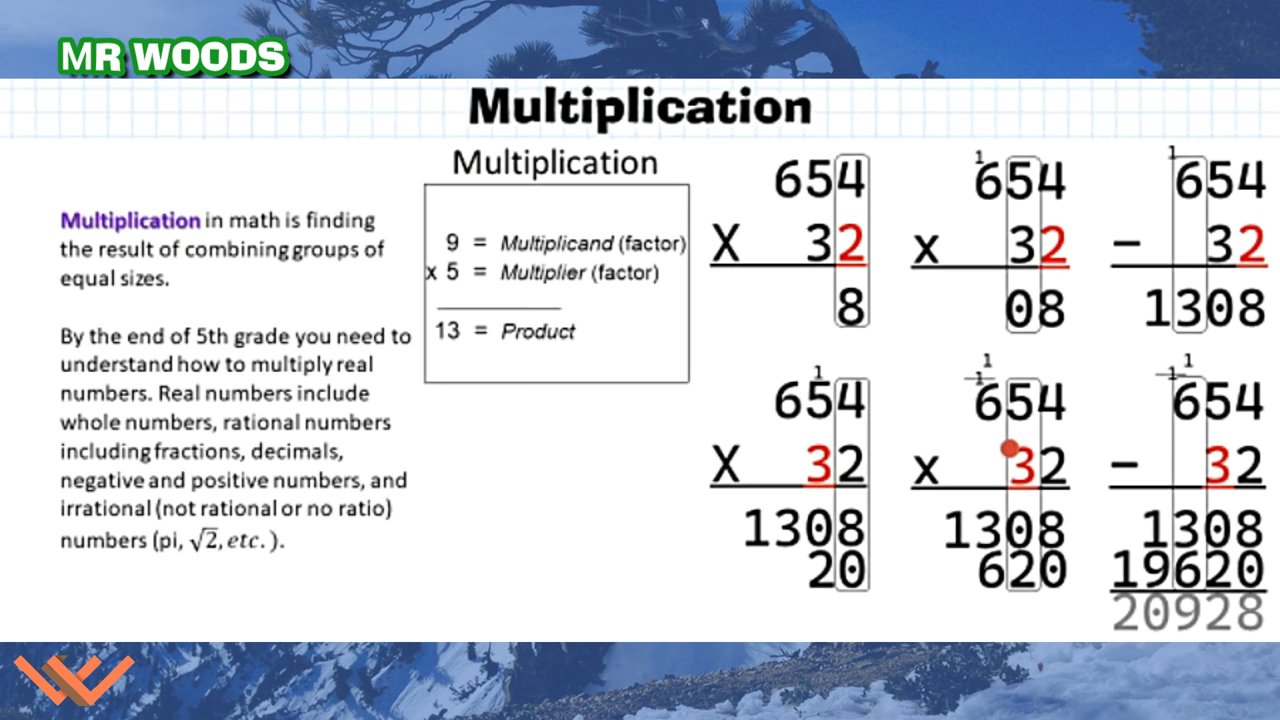 MR WOODS
Multiplication
Multiplication in math is finding
the result of combining groups of
equal sizes.
By the end of 5th grade you need to
understand how to multiply real
numbers. Real numbers include
whole numbers, rational numbers
including fractions, decimals,
negative and positive numbers, and
irrational (not rational or no ratio)
numbers (pi, √2, etc. ).
Multiplication
9 = Multiplicand (factor)
x 5 = Multiplier (factor)
13 = Product
654
X 32
8
1
654
x 32
08
1
654
– 32
1308
1
654
X 32
1308
20
1
1
654
x 32
1308
620
1
1
654
– 32
1308
19620
20928